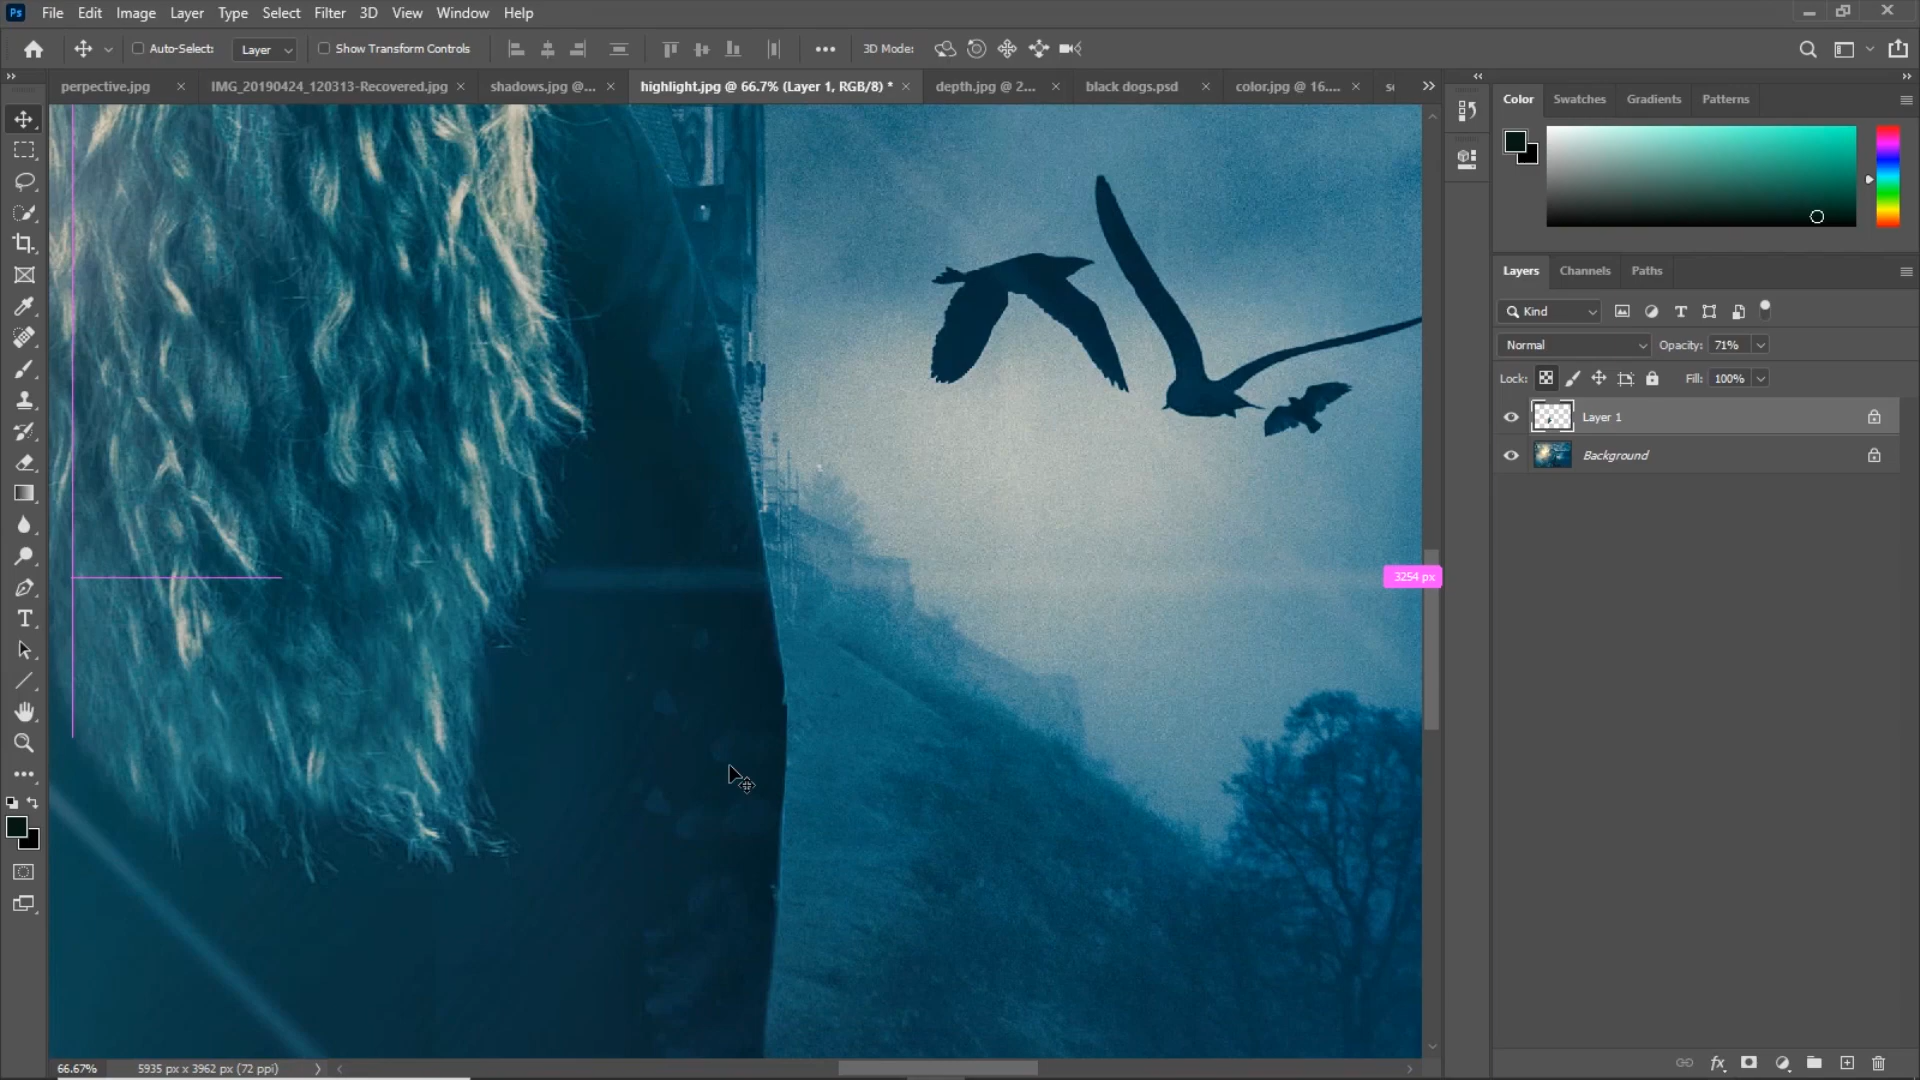 Ps File Edit Image Layer Type Select Filter 3D View Window Help
Auto-Select: Layer Show Transform Controls 3D Mode:
perpective.jpg IMG_20190424_120313-Recovered.jpg shadows.jpg @... highlight.jpg @ 66.7% (Layer 1, RGB/8) * depth.jpg @ 2... black dogs.psd color.jpg @ 16....
Color Swatches Gradients Patterns
Layers Channels Paths
Kind
Normal Opacity: 71%
Lock: Fill: 100%
Layer 1
Background
3254 px
66.67% 5935 px x 3962 px (72 ppi)